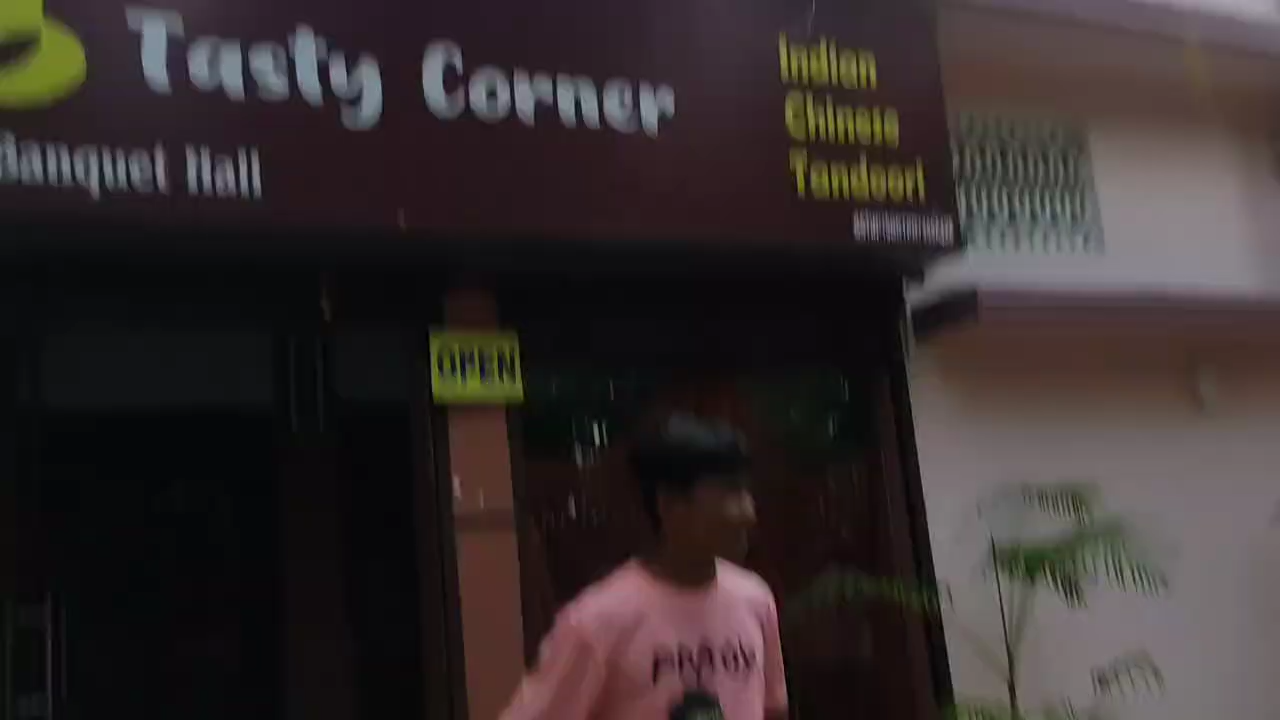 Tasty Corner
Banquet Hall
Indian
Chinese
Tandoori
OPEN